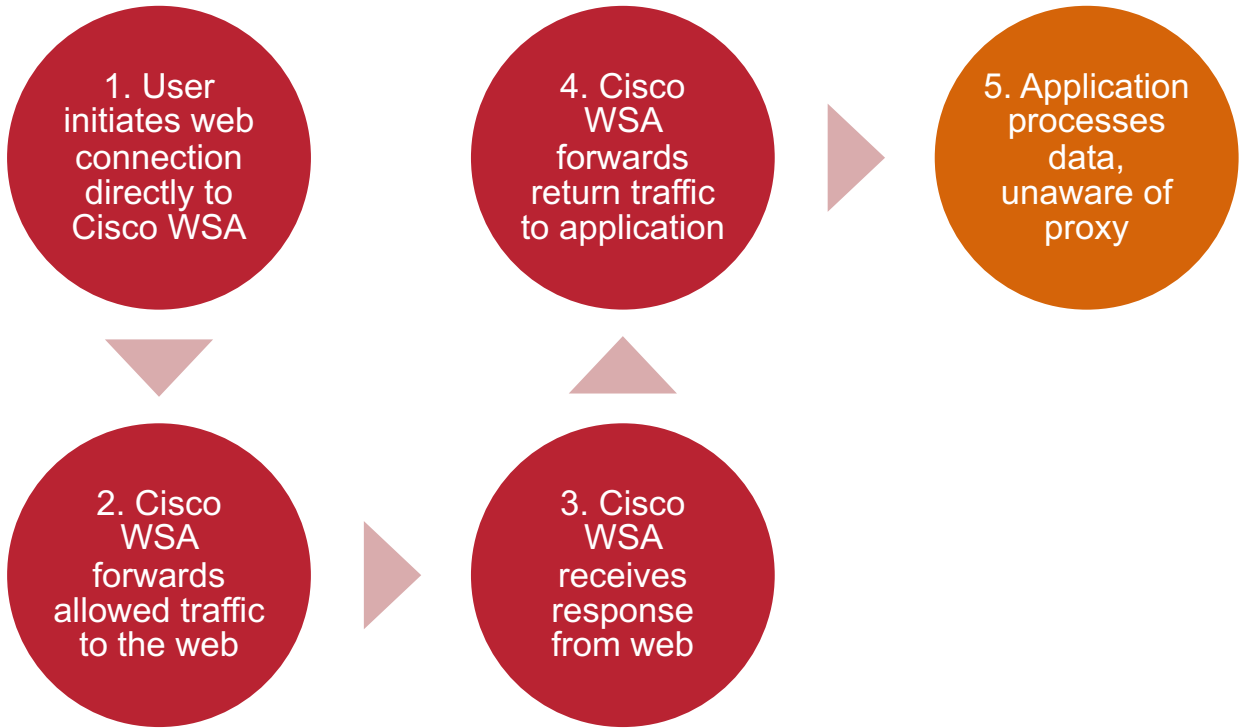 1. User
initiates web
connection
directly to
Cisco WSA
2. Cisco
WSA
forwards
allowed traffic
to the web
3. Cisco
WSA
receives
response
from web
4. Cisco
WSA
forwards
return traffic
to application
5. Application
processes
data,
unaware of
proxy